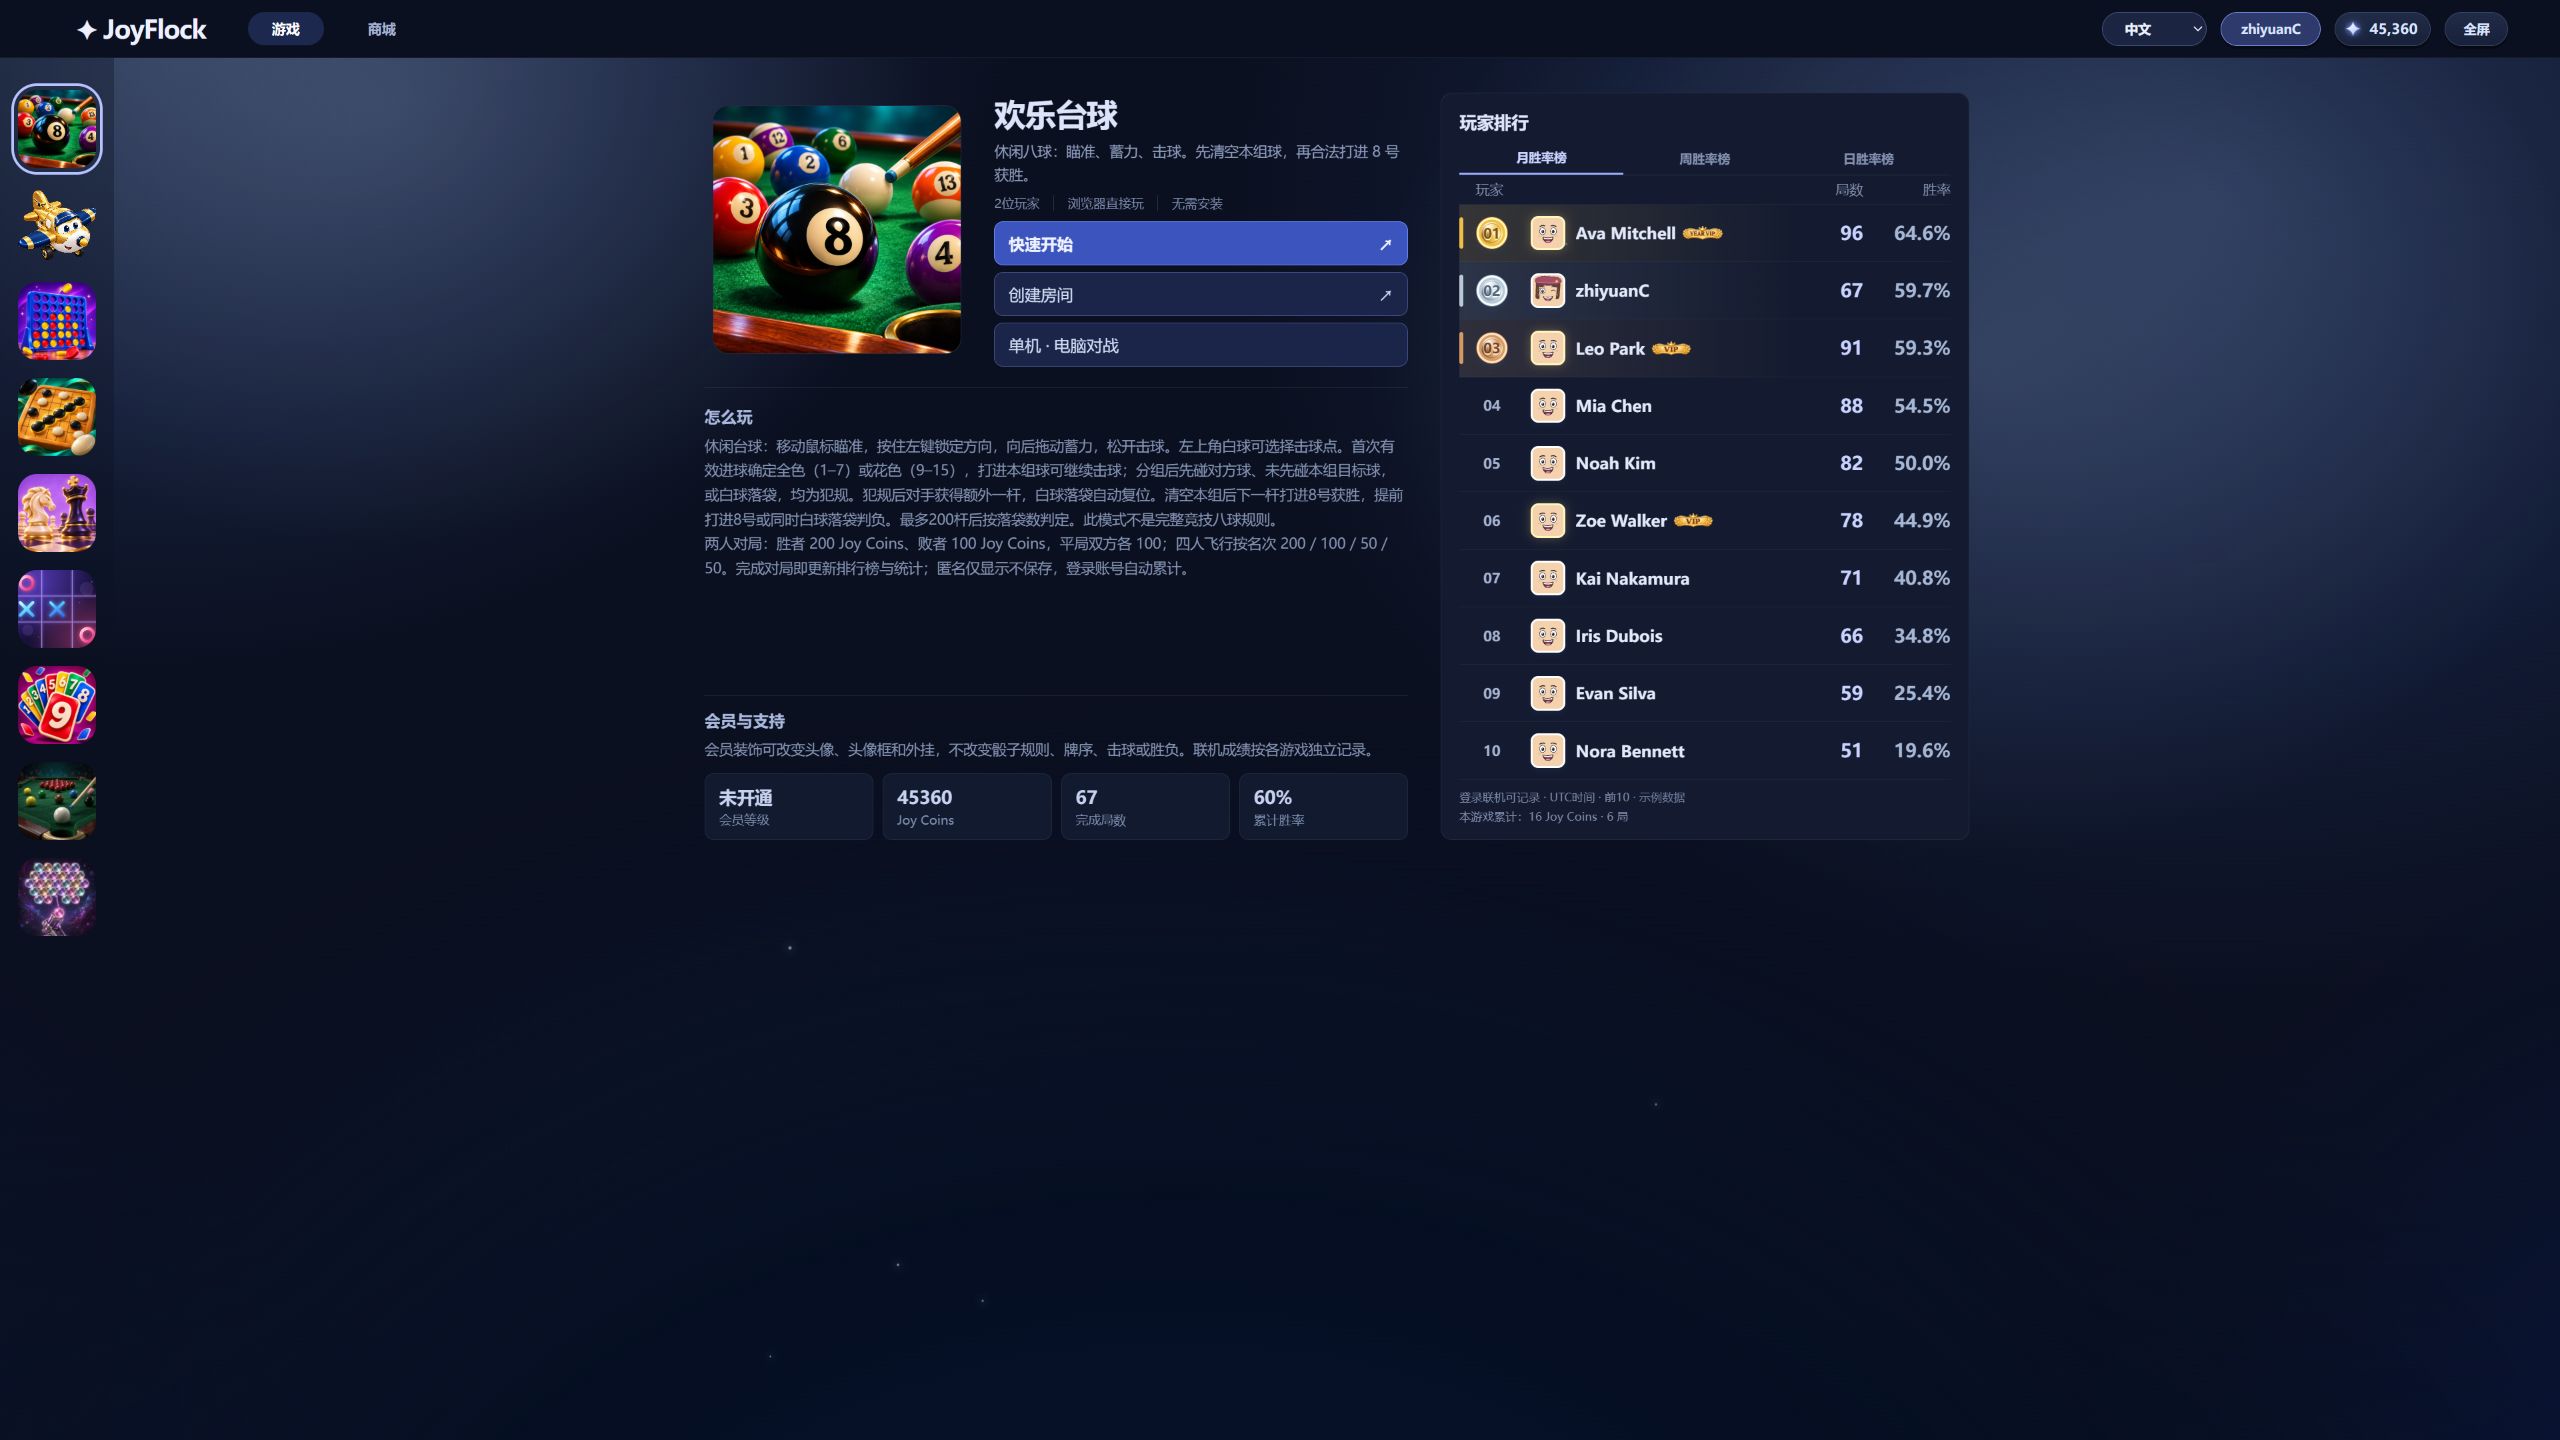 JoyFlock
游戏
商城
中文
zhiyuanC
45,360
全屏
欢乐台球
休闲八球：瞄准、蓄力、击球。先清空本组球，再合法打进 8 号
获胜。
2位玩家
浏览器直接玩
无需安装
快速开始
创建房间
单机 · 电脑对战
怎么玩
休闲台球：移动鼠标瞄准，按住左键锁定方向，向后拖动蓄力，松开击球。左上角白球可选择击球点。首次有
效进球确定全色（1–7）或花色（9–15），打进本组球可继续击球；分组后先碰对方球、未先碰本组目标球，
或白球落袋，均为犯规。犯规后对手获得额外一杆，白球落袋自动复位。清空本组后下一杆打进8号获胜，提前
打进8号或同时白球落袋判负。最多200杆后按落袋数判定。此模式不是完整竞技八球规则。
两人对局：胜者 200 Joy Coins、败者 100 Joy Coins，平局双方各 100；四人飞行按名次 200 / 100 / 50 /
50。完成对局即更新排行榜与统计；匿名仅显示不保存，登录账号自动累计。
会员与支持
会员装饰可改变头像、头像框和外挂，不改变骰子规则、牌序、击球或胜负。联机成绩按各游戏独立记录。
未开通
会员等级
45360
Joy Coins
67
完成局数
60%
累计胜率
玩家排行
月胜率榜
周胜率榜
日胜率榜
玩家 局数 胜率
01 Ava Mitchell YEAR VIP 96 64.6%
02 zhiyuanC 67 59.7%
03 Leo Park VIP 91 59.3%
04 Mia Chen 88 54.5%
05 Noah Kim 82 50.0%
06 Zoe Walker VIP 78 44.9%
07 Kai Nakamura 71 40.8%
08 Iris Dubois 66 34.8%
09 Evan Silva 59 25.4%
10 Nora Bennett 51 19.6%
登录联机可记录 · UTC时间 · 前10 · 示例数据
本游戏累计：16 Joy Coins · 6 局